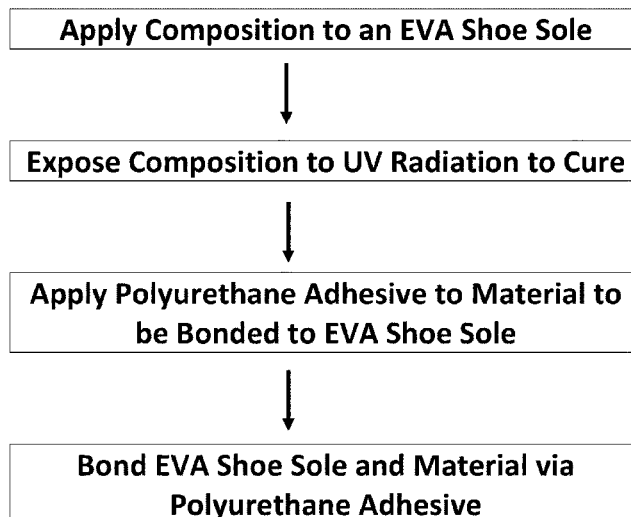 Apply Composition to an EVA Shoe Sole
Expose Composition to UV Radiation to Cure
Apply Polyurethane Adhesive to Material to
be Bonded to EVA Shoe Sole
Bond EVA Shoe Sole and Material via
Polyurethane Adhesive